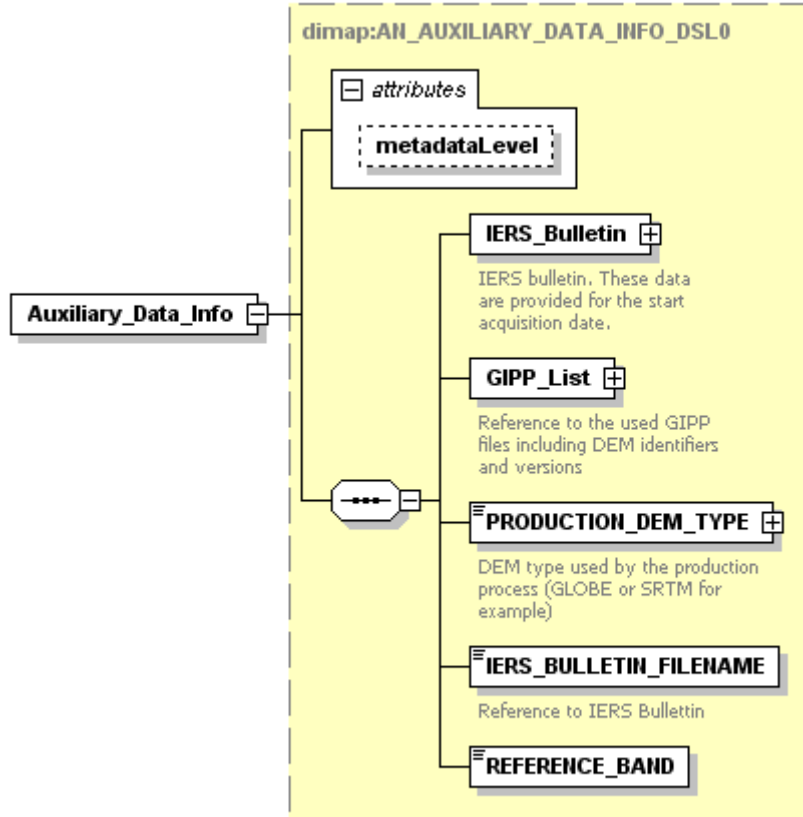 dimap:AN_AUXILIARY_DATA_INFO_DSL0
attributes
metadataLevel
Auxiliary_Data_Info
IERS_Bulletin
IERS bulletin. These data
are provided for the start
acquisition date.
GIPP_List
Reference to the used GIPP
files including DEM identifiers
and versions
PRODUCTION_DEM_TYPE
DEM type used by the production
process (GLOBE or SRTM for
example)
IERS_BULLETIN_FILENAME
Reference to IERS Bullettin
REFERENCE_BAND